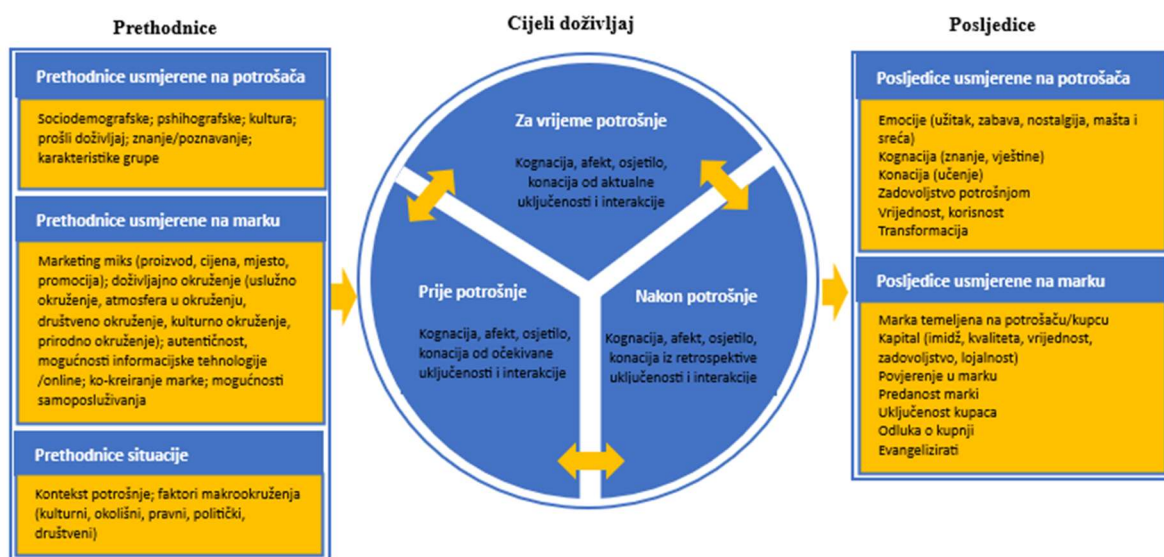 Prethodnice
Prethodnice usmjerene na potrošača
Sociodemografske; pshihografske; kultura;
prošli doživljaj; znanje/poznavanje;
karakteristike grupe
Prethodnice usmjerene na marku
Marketing miks (proizvod, cijena, mjesto,
promocija); doživljajno okruženje (uslužno
okruženje, atmosfera u okruženju,
društveno okruženje, kulturno okruženje,
prirodno okruženje); autentičnost,
mogućnosti informacijske tehnologije
/online; ko-kreiranje marke; mogućnosti
samoposluživanja
Prethodnice situacije
Kontekst potrošnje; faktori makrookruženja
(kulturni, okolišni, pravni, politički,
društveni)
Cijeli doživljaj
Za vrijeme potrošnje
Kognacija, afekt, osjetilo,
konacija od aktualne
uključenosti i interakcije
Prije potrošnje
Kognacija, afekt, osjetilo,
konacija od očekivane
uključenosti i interakcije
Nakon potrošnje
Kognacija, afekt, osjetilo,
konacija iz retrospektive
uključenosti i interakcije
Posljedice
Posljedice usmjerene na potrošača
Emocije (užitak, zabava, nostalgija, mašta i
sreća)
Kognacija (znanje, vještine)
Konacija (učenje)
Zadovoljstvo potrošnjom
Vrijednost, korisnost
Transformacija
Posljedice usmjerene na marku
Marka temeljena na potrošaču/kupcu
Kapital (imidž, kvaliteta, vrijednost,
zadovoljstvo, lojalnost)
Povjerenje u marku
Predanost marki
Uključenost kupaca
Odluka o kupnji
Evangelizirati